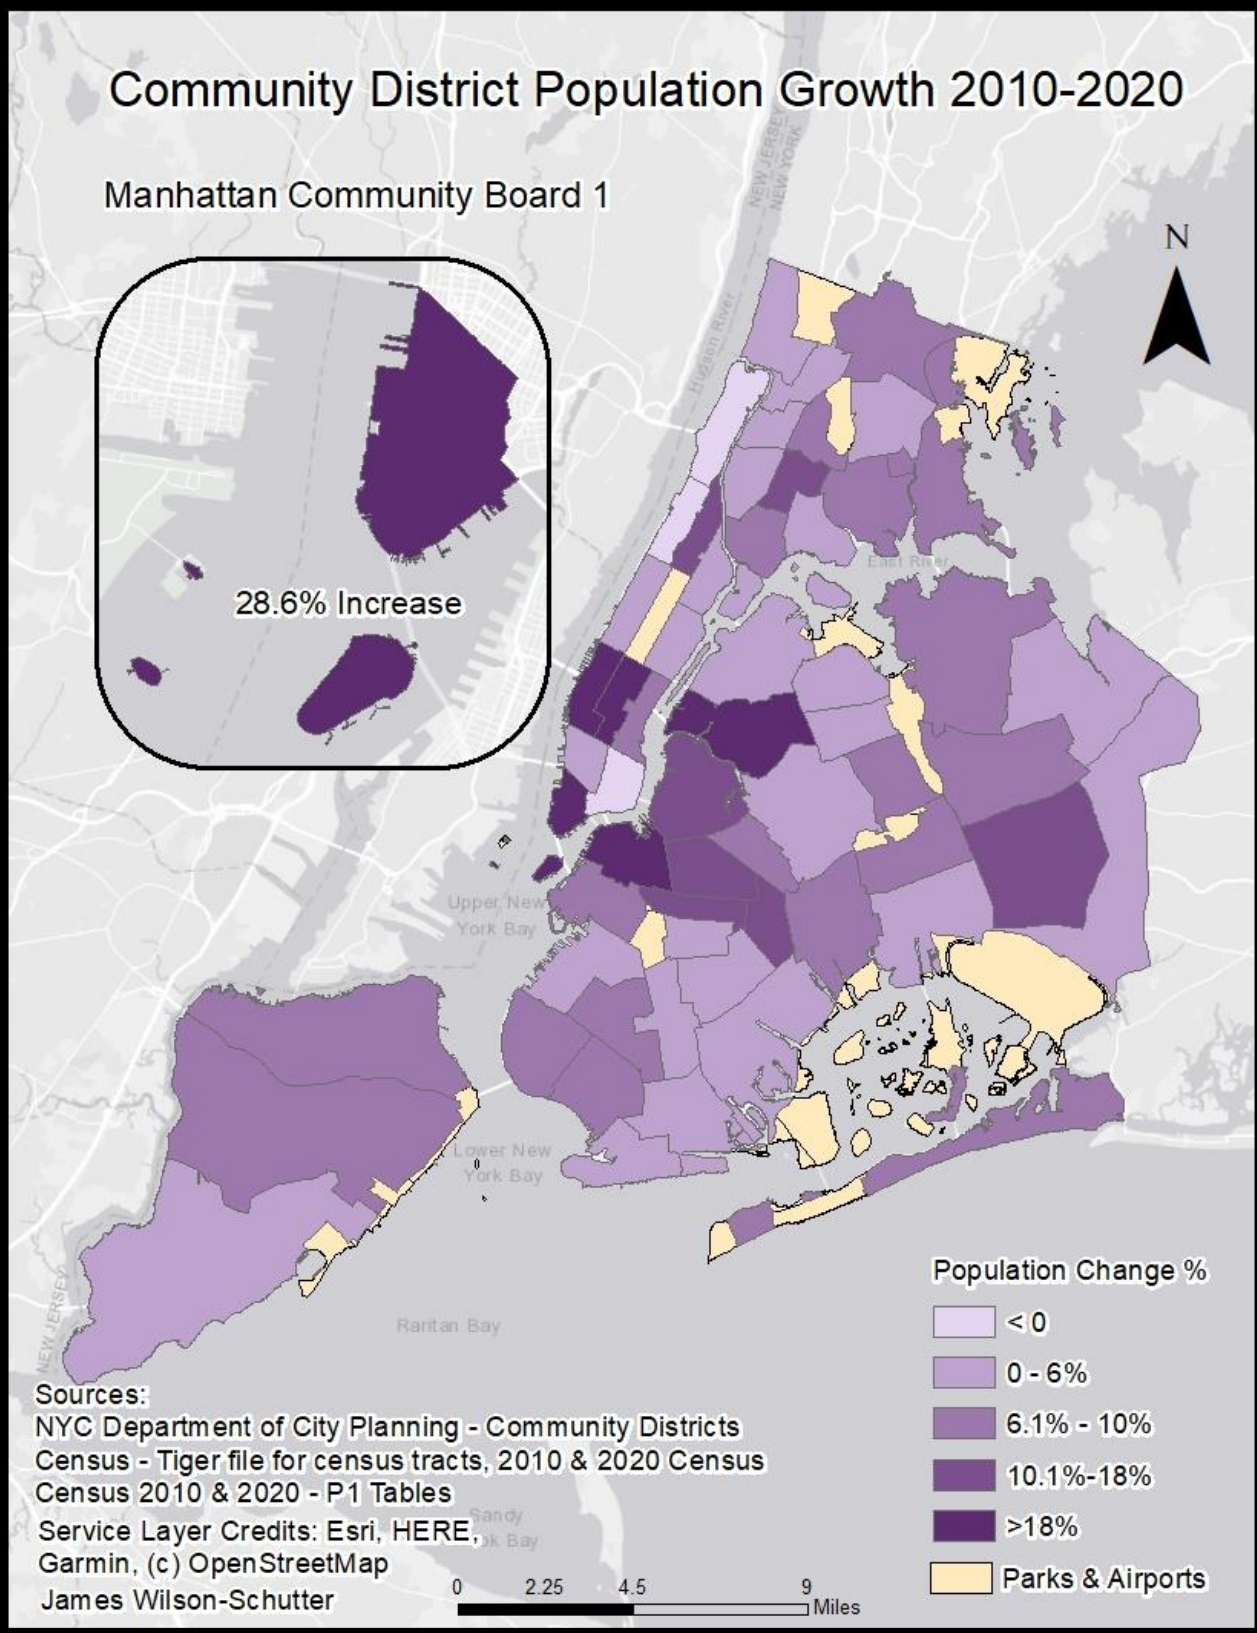 Community District Population Growth 2010-2020
Manhattan Community Board 1
NEW JERSEY
NEW YORK
N
Hudson River
28.6% Increase
East River
Upper New
York Bay
Lower New
York Bay
NEW JERSEY
Raritan Bay
Population Change %
< 0
0 - 6%
6.1% - 10%
10.1%-18%
>18%
Parks & Airports
Sources:
NYC Department of City Planning - Community Districts
Census - Tiger file for census tracts, 2010 & 2020 Census
Census 2010 & 2020 - P1 Tables
Sandy
ok Bay
Service Layer Credits: Esri, HERE,
Garmin, (c) OpenStreetMap
James Wilson-Schutter
0 2.25 4.5 9
Miles